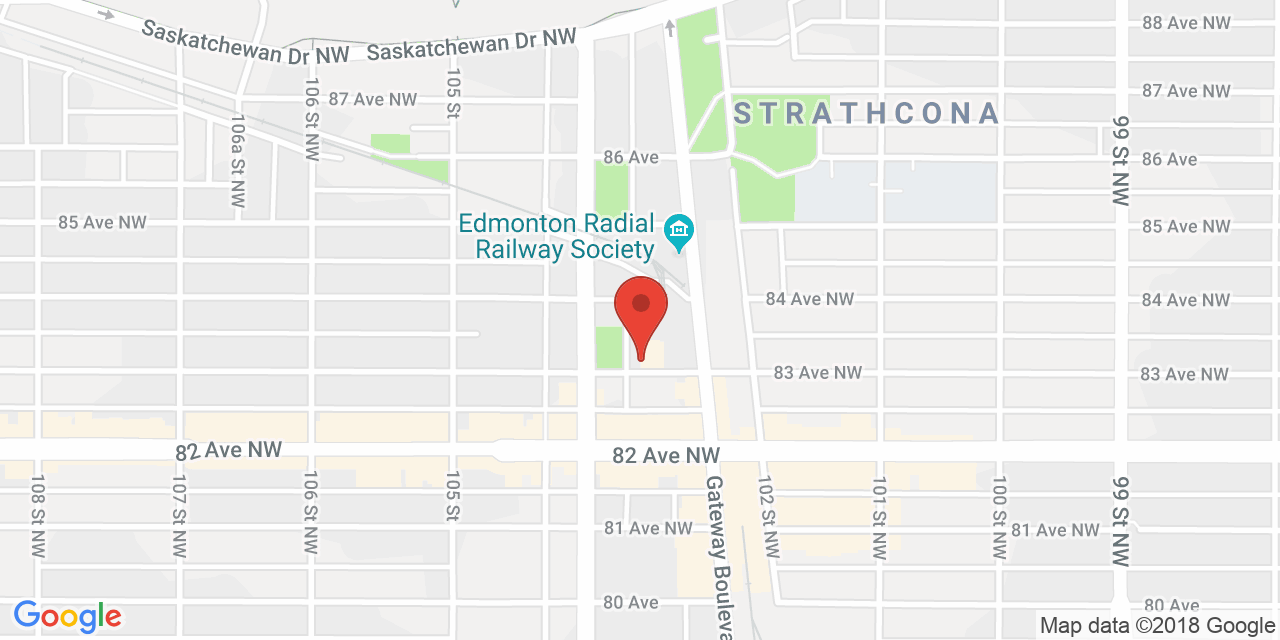 88 Ave NW
Saskatchewan Dr NW
Saskatchewan Dr NW
87 Ave NW
87 Ave NW
105 St
106 St NW
106a St NW
STRATHCONA
99 St NW
86 Ave
86 Ave
85 Ave NW
Edmonton Radial
Railway Society
85 Ave NW
84 Ave NW
84 Ave NW
83 Ave NW
83 Ave NW
82 Ave NW
82 Ave NW
108 St NW
107 St NW
106 St NW
105 St
Gateway Bouleva
102 St NW
101 St NW
100 St NW
99 St NW
81 Ave NW
81 Ave NW
80 Ave
80 Ave
Google
Map data ©2018 Google